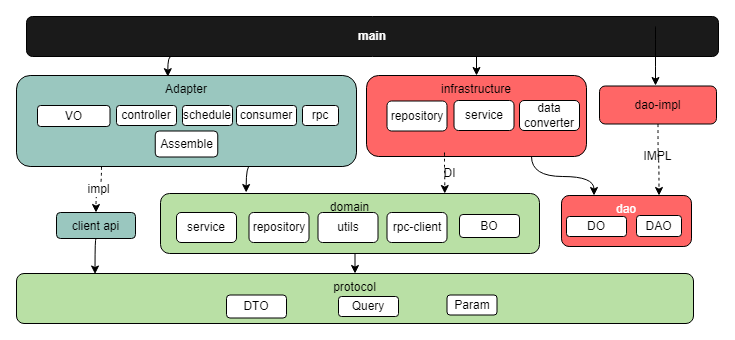 main
Adapter
VO
controller
schedule
consumer
rpc
Assemble
infrastructure
repository
service
data
converter
dao-impl
impl
DI
IMPL
client api
domain
service
repository
utils
rpc-client
BO
dao
DO
DAO
protocol
DTO
Query
Param